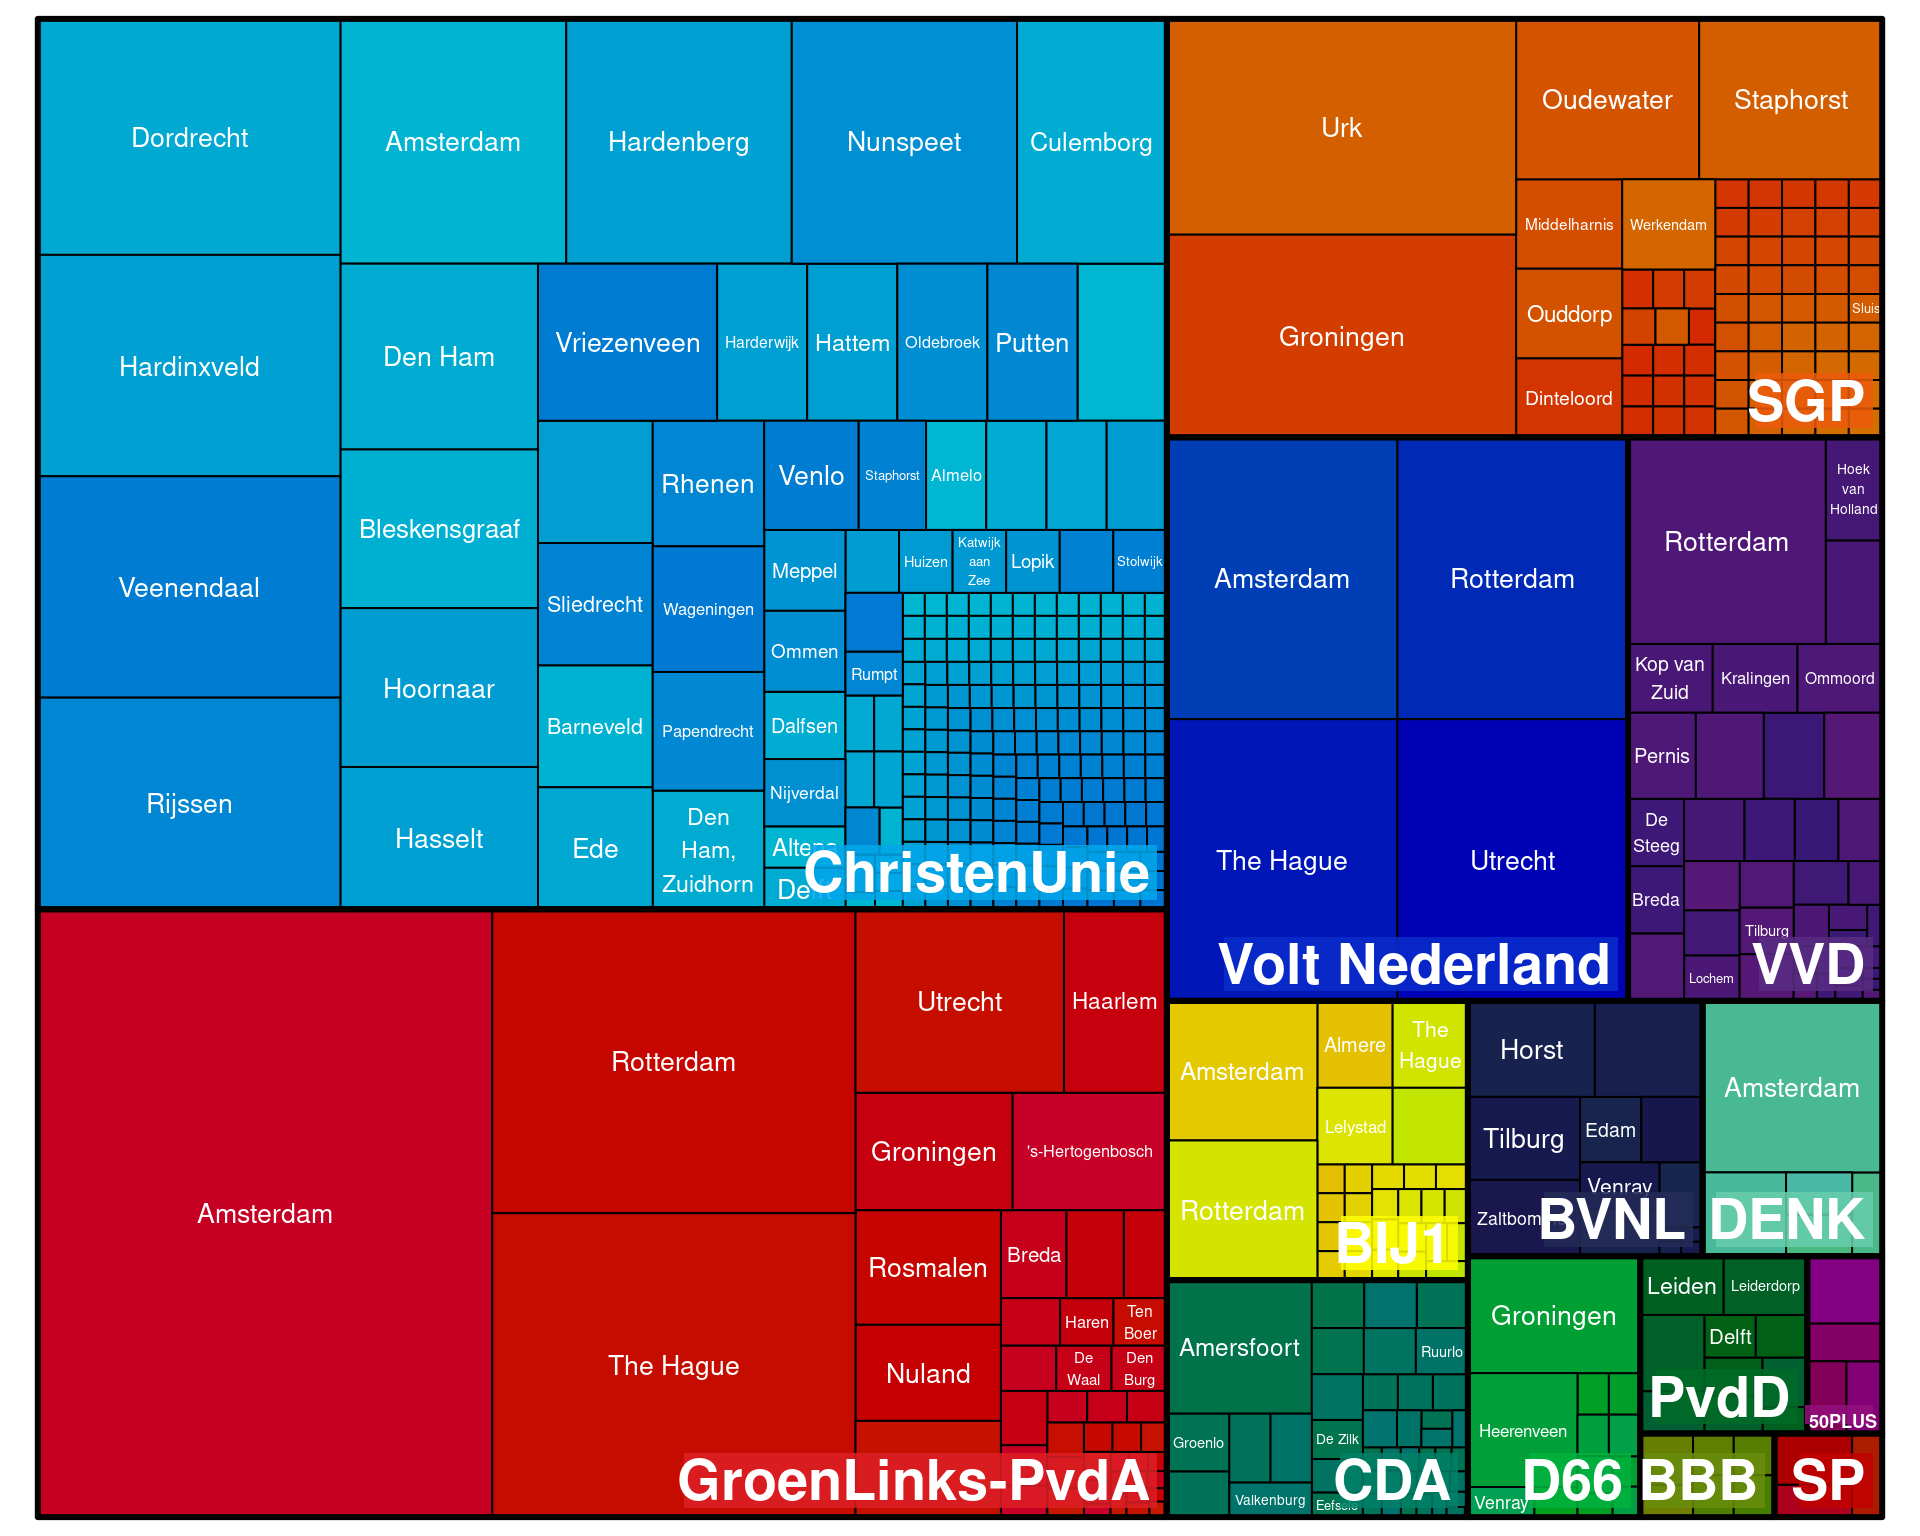 Dordrecht
Amsterdam
Hardenberg
Nunspeet
Culemborg
Hardinxveld
Den Ham
Vriezenveen
Harderwijk
Hattem
Oldebroek
Putten
Veenendaal
Bleskensgraaf
Rhenen
Venlo
Staphorst
Almelo
Sliedrecht
Wageningen
Meppel
Huizen
Katwijk
aan
Zee
Lopik
Stolwijk
Ommen
Rumpt
Rijssen
Hoornaar
Barneveld
Papendrecht
Dalfsen
Nijverdal
Hasselt
Ede
Den
Ham,
Zuidhorn
Altena
Delft
ChristenUnie
Urk
Oudewater
Staphorst
Middelharnis
Werkendam
Groningen
Ouddorp
Sluis
Dinteloord
SGP
Amsterdam
Rotterdam
The Hague
Utrecht
Volt Nederland
Rotterdam
Hoek
van
Holland
Kop van
Zuid
Kralingen
Ommoord
Pernis
De
Steeg
Breda
Tilburg
Lochem
VVD
Amsterdam
Rotterdam
The Hague
Utrecht
Haarlem
Groningen
's-Hertogenbosch
Rosmalen
Breda
Haren
Ten
Boer
Nuland
De
Waal
Den
Burg
GroenLinks-PvdA
Amsterdam
Almere
The
Hague
Lelystad
Rotterdam
BIJ1
Horst
Tilburg
Edam
Venray
BVNL
Amsterdam
DENK
Amersfoort
Ruurlo
Groenlo
De Zilk
Valkenburg
CDA
Groningen
Heerenveen
Venray
D66
Leiden
Leiderdorp
Delft
PvdD
50PLUS
BBB
SP